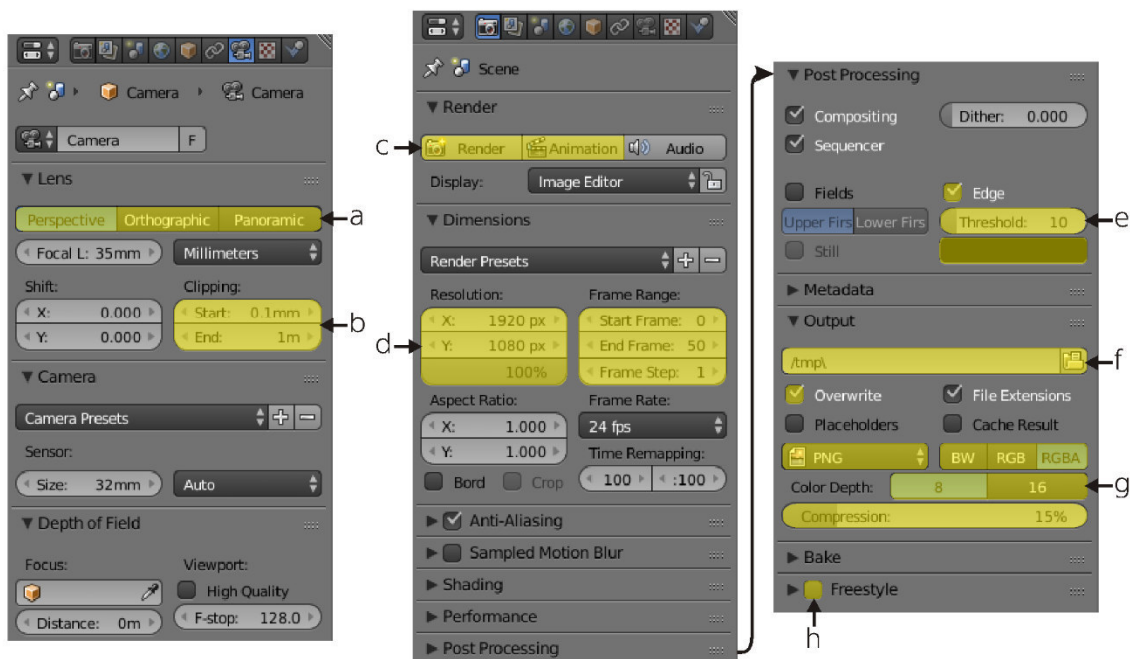 Camera Camera
Camera F
Lens
Perspective Orthographic Panoramic
a
Focal L: 35mm Millimeters
Shift: Clipping:
X: 0.000 Start: 0.1mm
b
Y: 0.000 End: 1m
Camera
Camera Presets
Sensor:
Size: 32mm Auto
Depth of Field
Focus: Viewport:
High Quality
Distance: 0m F-stop: 128.0
Scene
Render
c
Render Animation Audio
Display: Image Editor
Dimensions
Render Presets
Resolution: Frame Range:
X: 1920 px Start Frame: 0
d
Y: 1080 px End Frame: 50
100% Frame Step: 1
Aspect Ratio: Frame Rate:
X: 1.000 24 fps
Y: 1.000 Time Remapping:
Bord Crop 100 :100
Anti-Aliasing
Sampled Motion Blur
Shading
Performance
Post Processing
Post Processing
Compositing Dither: 0.000
Sequencer
Fields Edge
Upper Firs Lower Firs Threshold: 10
e
Still
Metadata
Output
/tmp\
f
Overwrite File Extensions
Placeholders Cache Result
PNG BW RGB RGBA
Color Depth: 8 16
g
Compression: 15%
Bake
Freestyle
h